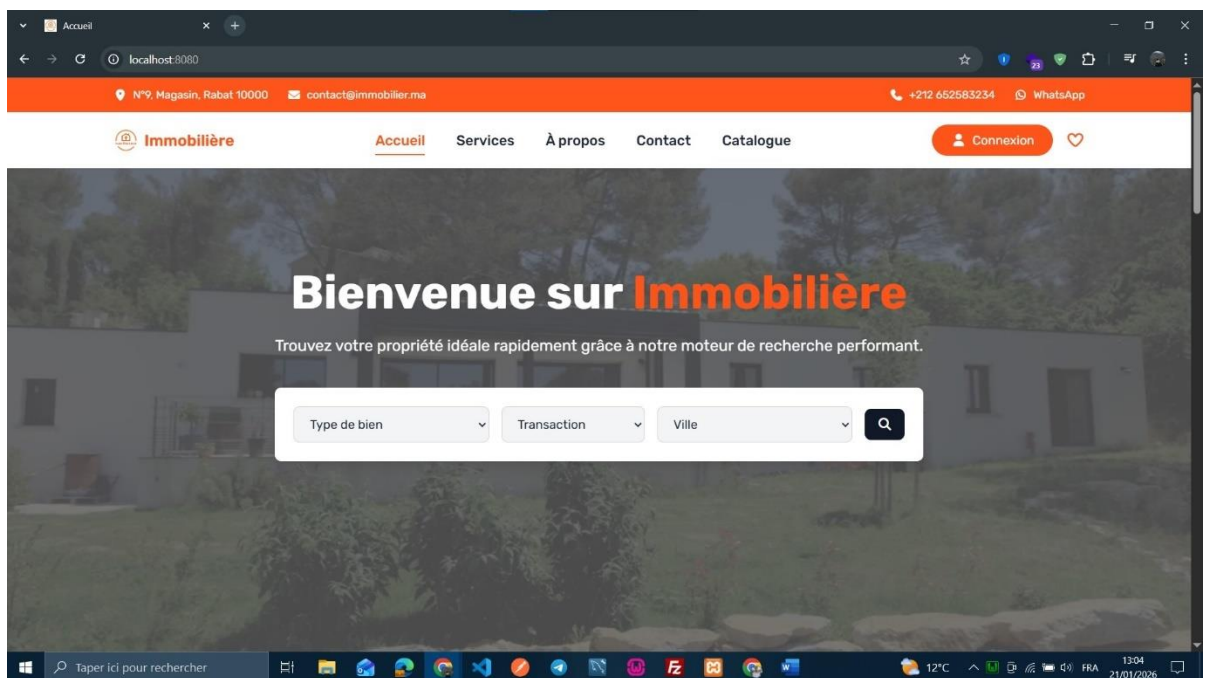 Accueil
localhost:8080
23
N°9, Magasin, Rabat 10000 contact@immobilier.ma +212 652583234 WhatsApp
Immobilière Accueil Services À propos Contact Catalogue Connexion
Bienvenue sur Immobilière
Trouvez votre propriété idéale rapidement grâce à notre moteur de recherche performant.
Type de bien Transaction Ville
Taper ici pour rechercher 12°C FRA 13:04
21/01/2026